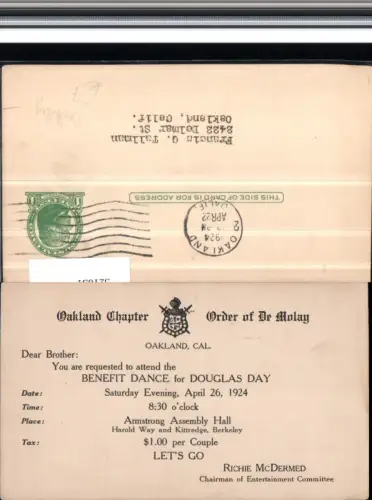 Francis Q. Tallman
2422 Delmar St.
Oakland, Calif.
THIS SIDE OF CARD IS FOR ADDRESS
OAKLAND
APR 22
1924
CALIF.
321831
Oakland Chapter Order of De Molay
OAKLAND, CAL.
Dear Brother:
You are requested to attend the
BENEFIT DANCE for DOUGLAS DAY
Date: Saturday Evening, April 26, 1924
Time: 8:30 o'clock
Place: Armstrong Assembly Hall
Harold Way and Kittredge, Berkeley
Tax: $1.00 per Couple
LET'S GO
RICHIE MCDERMED
Chairman of Entertainment Committee